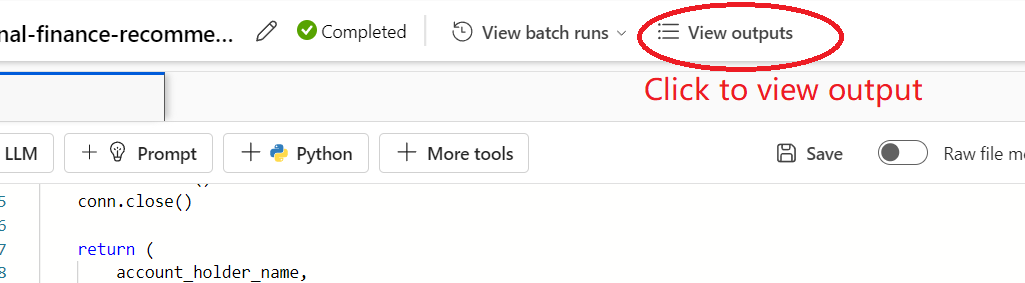 nal-finance-recomme... Completed View batch runs View outputs
Click to view output
LLM + Prompt + Python + More tools Save Raw file mo
5 conn.close()
6
7 return (
8 account_holder_name,